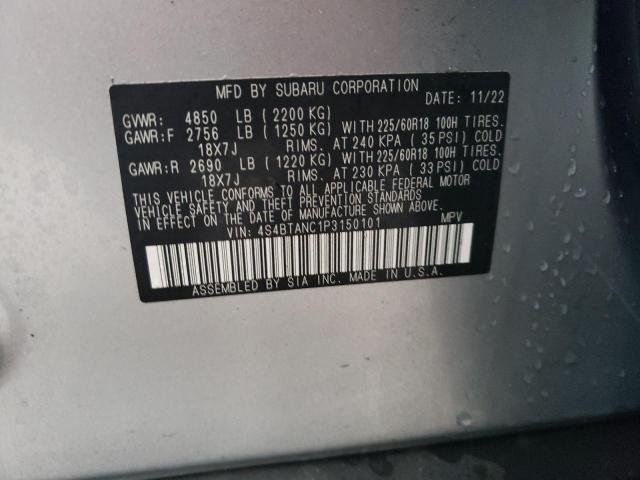 MFD BY SUBARU CORPORATION
DATE: 11/22
GVWR: 4850 LB (2200 KG)
GAWR:F 2756 LB (1250 KG) WITH 225/60R18 100H TIRES.
18X7J RIMS. AT 240 KPA (35 PSI) COLD
GAWR:R 2690 LB (1220 KG) WITH 225/60R18 100H TIRES.
18X7J RIMS. AT 230 KPA (33 PSI) COLD
THIS VEHICLE CONFORMS TO ALL APPLICABLE FEDERAL MOTOR
VEHICLE SAFETY AND THEFT PREVENTION STANDARDS
IN EFFECT ON THE DATE OF MANUFACTURE SHOWN ABOVE.
VIN: 4S4BTANC1P3150101 MPV
ASSEMBLED BY SIA INC. MADE IN U.S.A.